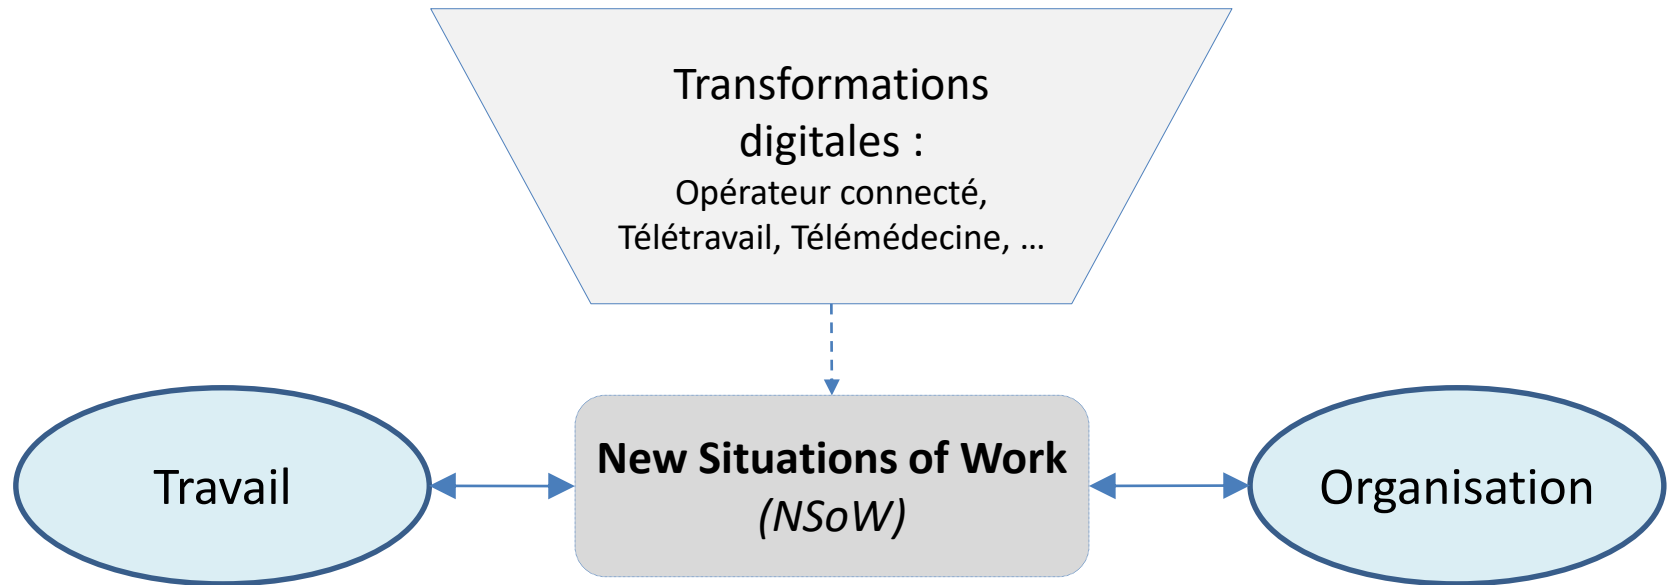 Transformations
digitales :
Opérateur connecté,
Télétravail, Télémédecine, ...
Travail
New Situations of Work
(NSoW)
Organisation